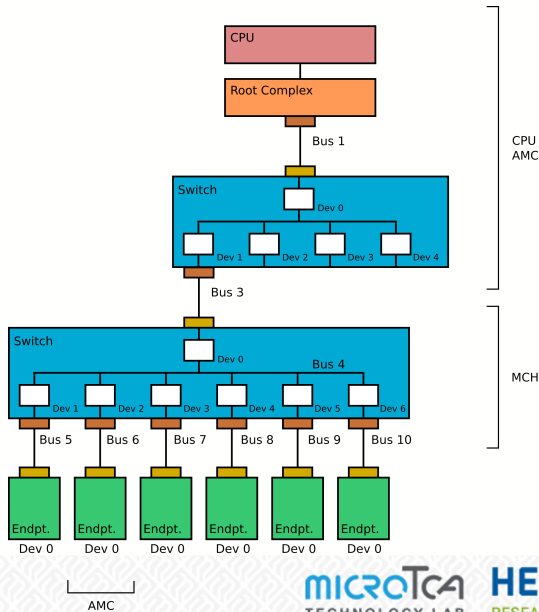 CPU
Root Complex
Bus 1
CPU
AMC
Switch
Dev 0
Dev 1
Dev 2
Dev 3
Dev 4
Bus 3
Switch
Dev 0
Bus 4
MCH
Dev 1
Dev 2
Dev 3
Dev 4
Dev 5
Dev 6
Bus 5
Bus 6
Bus 7
Bus 8
Bus 9
Bus 10
Endpt.
Endpt.
Endpt.
Endpt.
Endpt.
Endpt.
Dev 0
Dev 0
Dev 0
Dev 0
Dev 0
Dev 0
AMC
MicroTCA
TECHNOLOGY LAB
HE